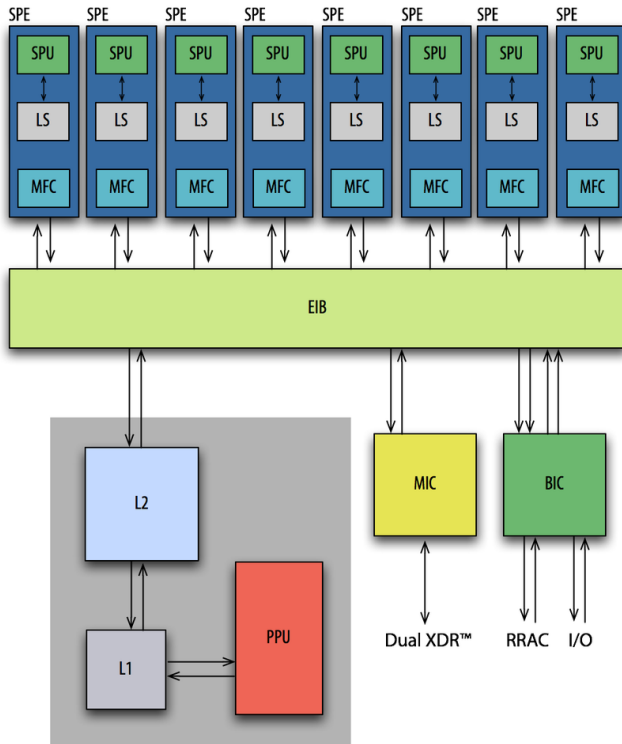 SPE SPE SPE SPE SPE SPE SPE SPE
SPU SPU SPU SPU SPU SPU SPU SPU
LS LS LS LS LS LS LS LS
MFC MFC MFC MFC MFC MFC MFC MFC
EIB
L2 MIC BIC
L1 PPU
Dual XDR™ RRAC I/O